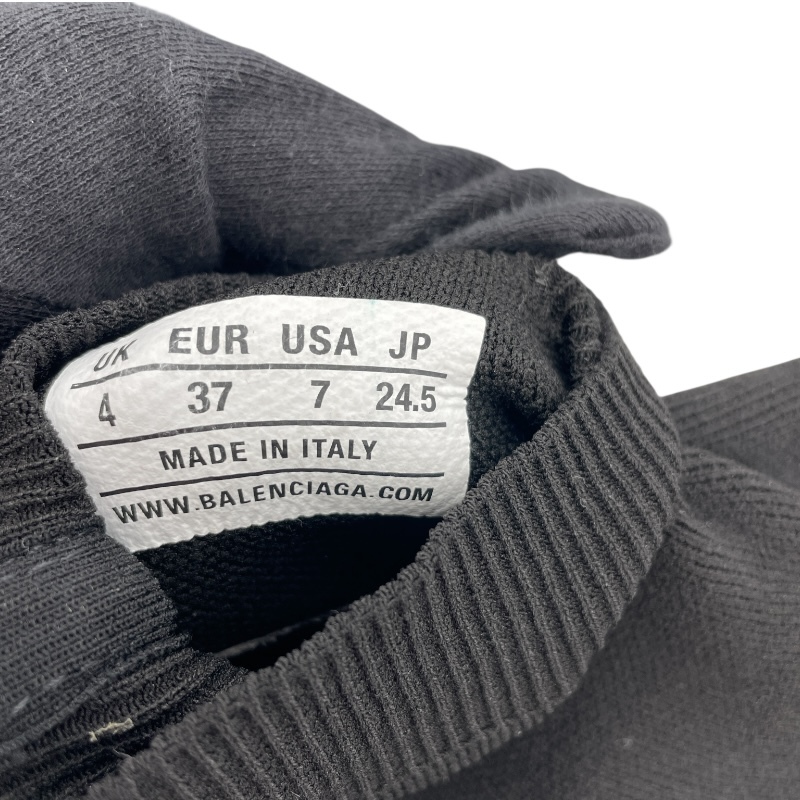 UK EUR USA JP
4 37 7 24.5
MADE IN ITALY
WWW.BALENCIAGA.COM